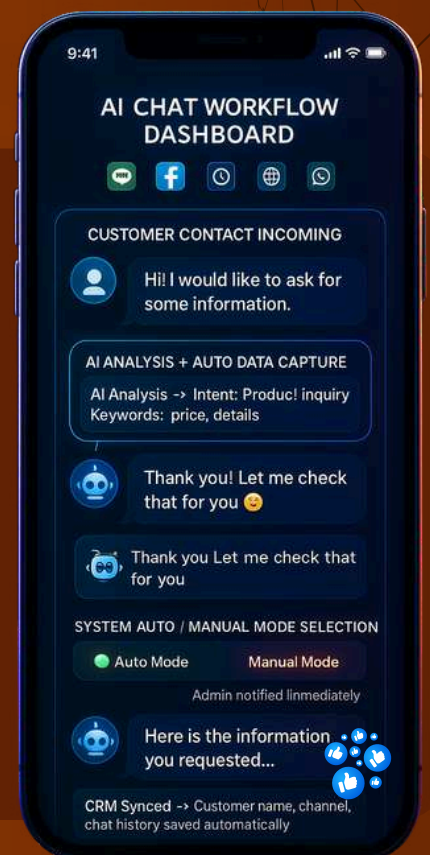 9:41
AI CHAT WORKFLOW
DASHBOARD
CUSTOMER CONTACT INCOMING
Hi! I would like to ask for
some information.
AI ANALYSIS + AUTO DATA CAPTURE
AI Analysis -> Intent: Produc! inquiry
Keywords: price, details
Thank you! Let me check
that for you 😊
Thank you Let me check that
for you
SYSTEM AUTO / MANUAL MODE SELECTION
Auto Mode Manual Mode
Admin notified linmediately
Here is the information
you requested...
CRM Synced -> Customer name, channel,
chat history saved automatically